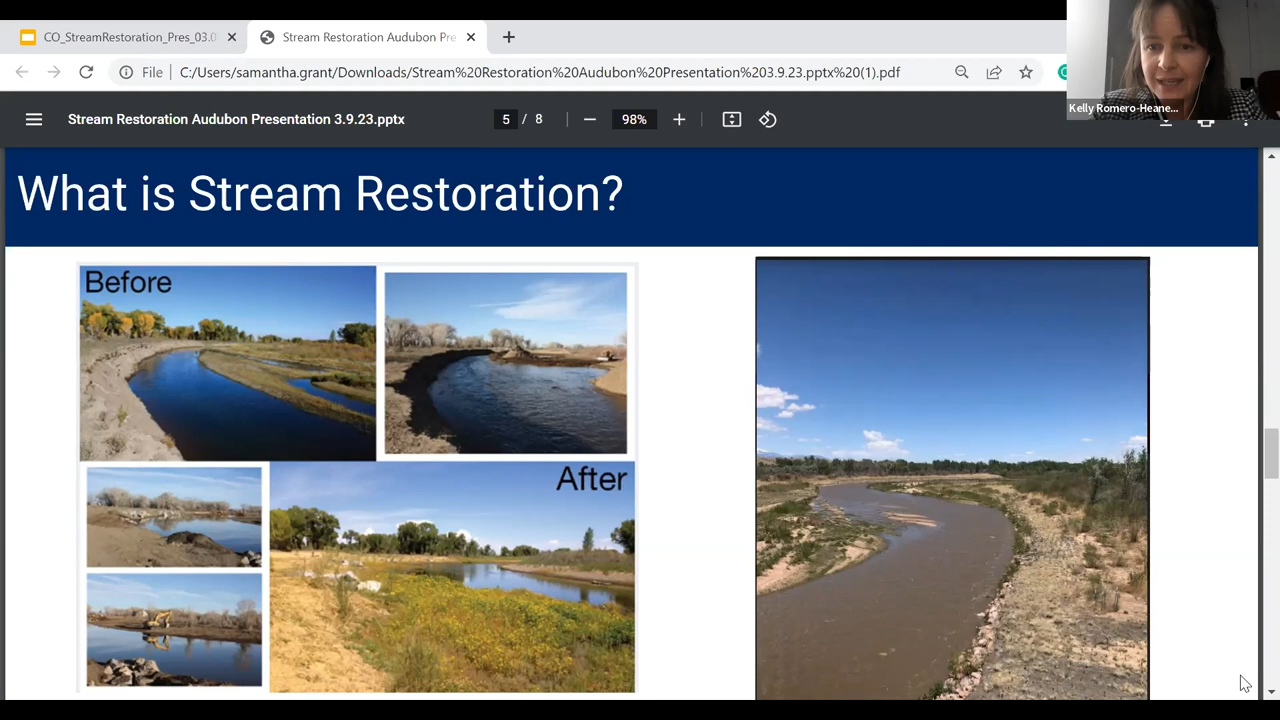 CO_StreamRestoration_Pres_03.0
Stream Restoration Audubon Pre
File
C:/Users/samantha.grant/Downloads/Stream%20Restoration%20Audubon%20Presentation%203.9.23.pptx%20(1).pdf
Kelly Romero-Heane...
Stream Restoration Audubon Presentation 3.9.23.pptx
5 / 8
98%
What is Stream Restoration?
Before
After